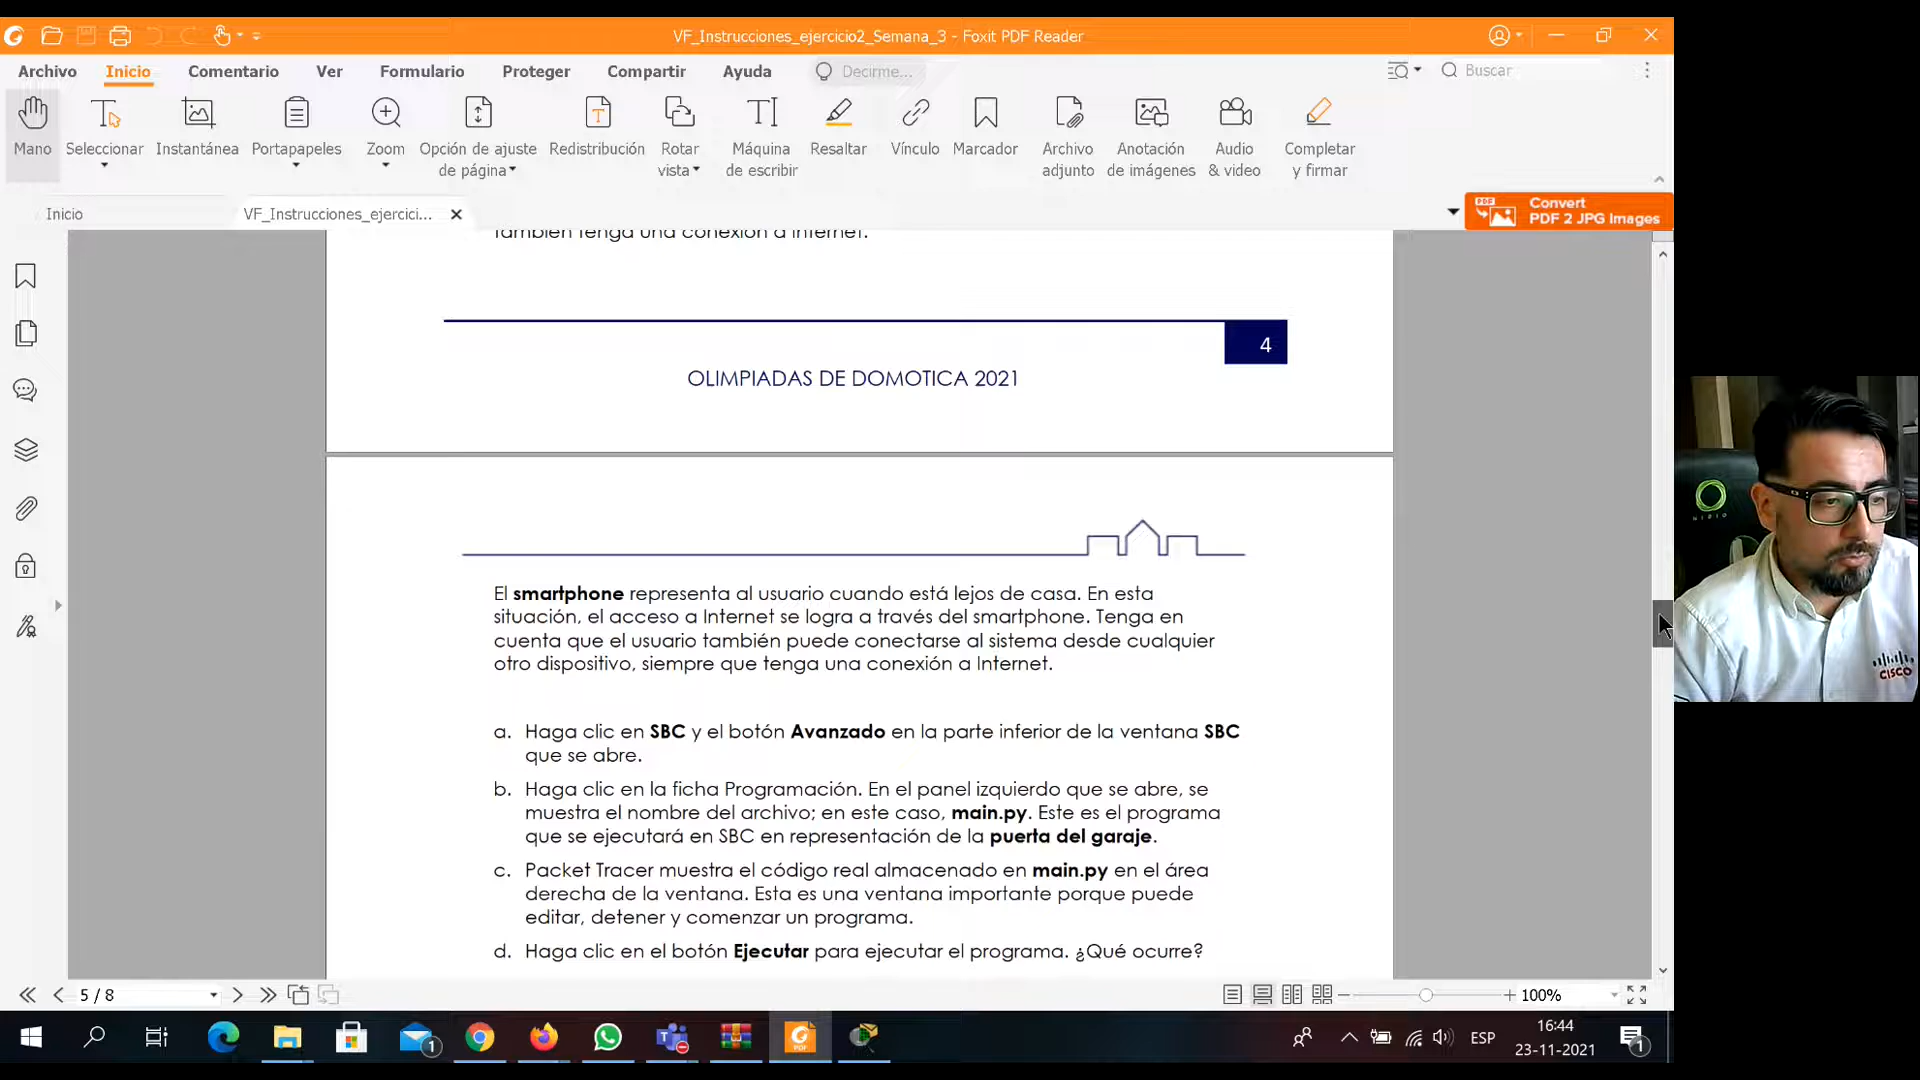 VF_Instrucciones_ejercicio2_Semana_3 - Foxit PDF Reader
Archivo Inicio Comentario Ver Formulario Proteger Compartir Ayuda Decirme... Buscar
Mano Seleccionar Instantánea Portapapeles Zoom Opción de ajuste de página Redistribución Rotar vista Máquina de escribir Resaltar Vínculo Marcador Archivo adjunto Anotación de imágenes Audio & video Completar y firmar
Inicio VF_Instrucciones_ejercici...
Convert
PDF 2 JPG Images
también tenga una conexión a Internet.
4
OLIMPIADAS DE DOMOTICA 2021
El smartphone representa al usuario cuando está lejos de casa. En esta
situación, el acceso a Internet se logra a través del smartphone. Tenga en
cuenta que el usuario también puede conectarse al sistema desde cualquier
otro dispositivo, siempre que tenga una conexión a Internet.
a. Haga clic en SBC y el botón Avanzado en la parte inferior de la ventana SBC
que se abre.
b. Haga clic en la ficha Programación. En el panel izquierdo que se abre, se
muestra el nombre del archivo; en este caso, main.py. Este es el programa
que se ejecutará en SBC en representación de la puerta del garaje.
c. Packet Tracer muestra el código real almacenado en main.py en el área
derecha de la ventana. Esta es una ventana importante porque puede
editar, detener y comenzar un programa.
d. Haga clic en el botón Ejecutar para ejecutar el programa. ¿Qué ocurre?
5 / 8
100%
ESP
16:44
23-11-2021
1
1
CISCO